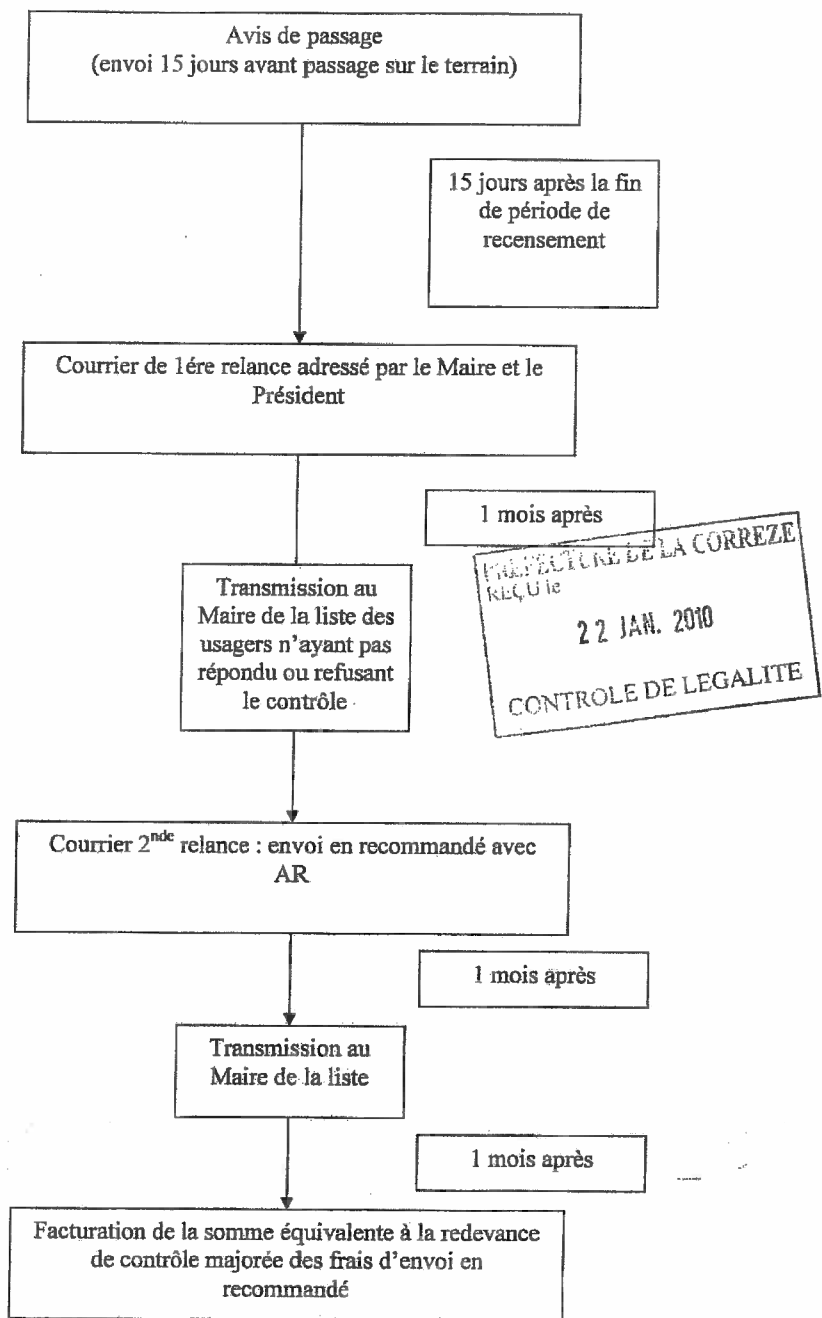 Avis de passage
(envoi 15 jours avant passage sur le terrain)
15 jours après la fin
de période de
recensement
Courrier de 1ére relance adressé par le Maire et le
Président
1 mois après
PREFECTURE DE LA CORREZE
REÇU le
22 JAN. 2010
CONTROLE DE LEGALITE
Transmission au
Maire de la liste des
usagers n'ayant pas
répondu ou refusant
le contrôle
Courrier 2nde relance : envoi en recommandé avec
AR
1 mois après
Transmission au
Maire de la liste
1 mois après
Facturation de la somme équivalente à la redevance
de contrôle majorée des frais d'envoi en
recommandé